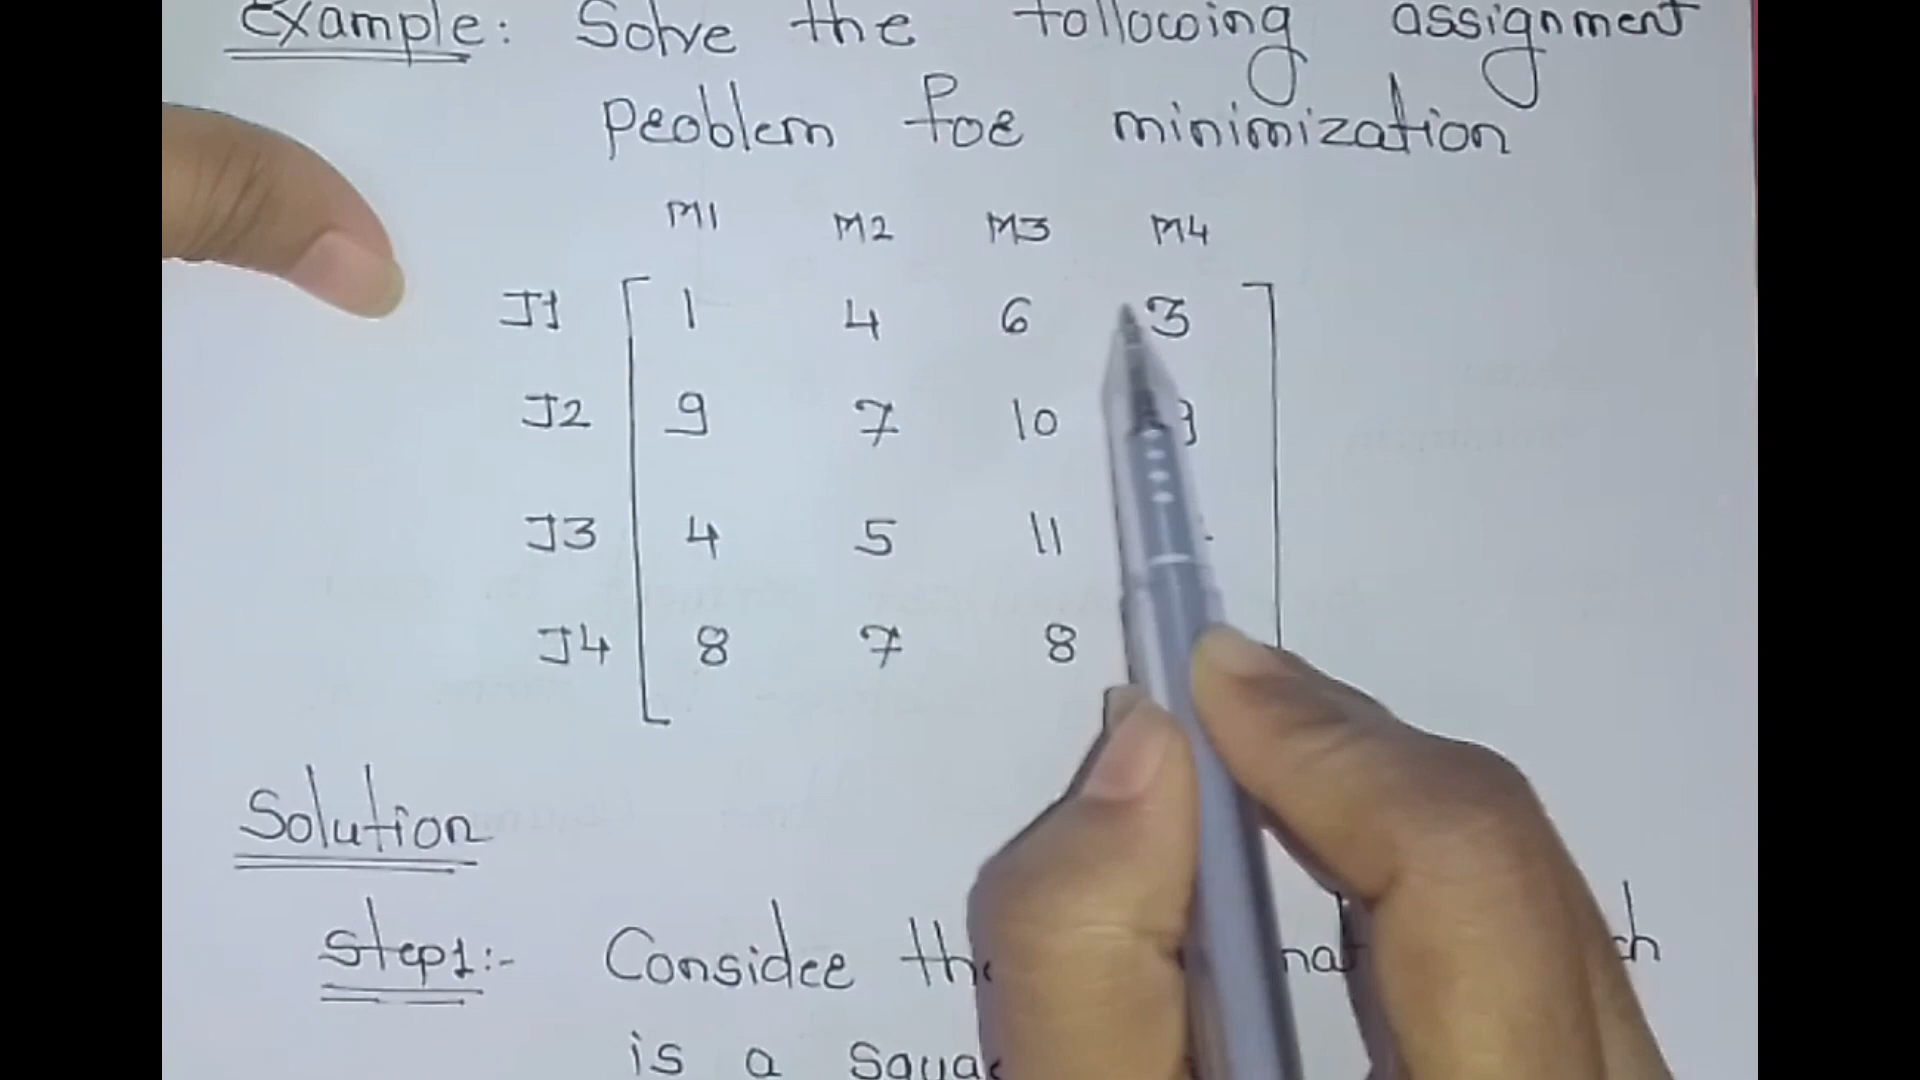 Example: Solve the following assignment
problem for minimization
M1 M2 M3 M4
J1 1 4 6 3
J2 9 7 10
J3 4 5 11
J4 8 7 8
Solution
Step1:- Consider
is a